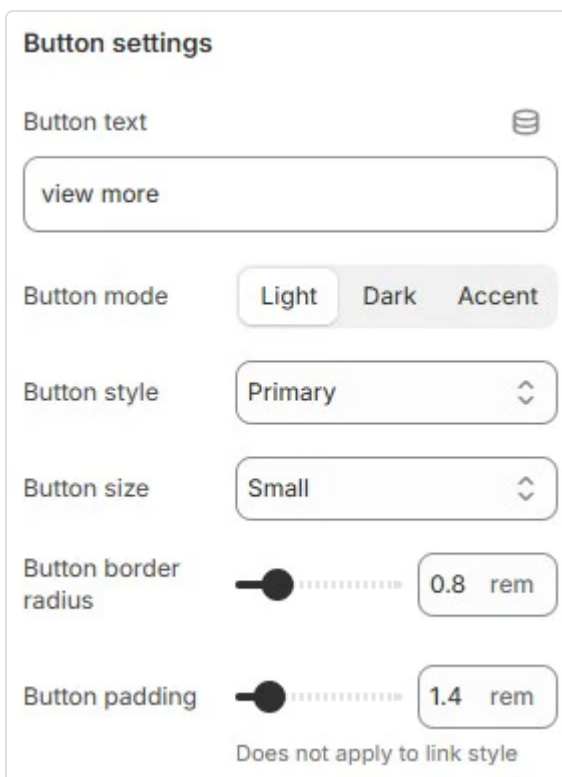 Button settings
Button text
view more
Button mode Light Dark Accent
Button style Primary
Button size Small
Button border
radius
0.8 rem
Button padding 1.4 rem
Does not apply to link style